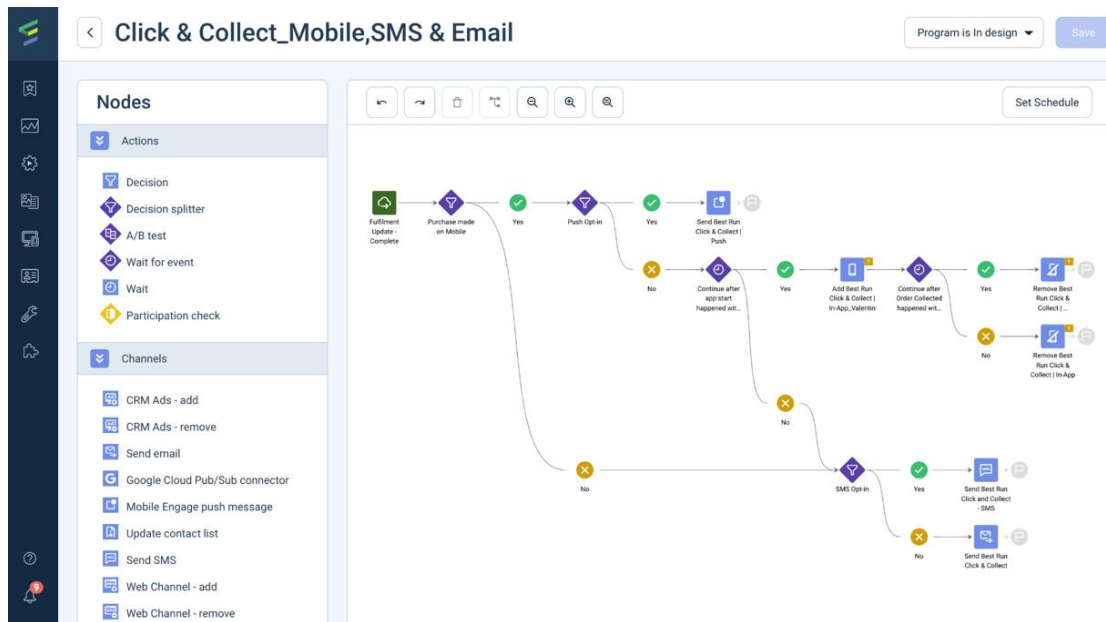 Click & Collect_Mobile,SMS & Email
Program is In design
Save
Nodes
Set Schedule
Actions
Decision
Decision splitter
A/B test
Wait for event
Wait
Participation check
Channels
CRM Ads - add
CRM Ads - remove
Send email
Google Cloud Pub/Sub connector
Mobile Engage push message
Update contact list
Send SMS
Web Channel - add
Web Channel - remove
9
Fulfilment
Update -
Complete
Purchase made
on Mobile
Yes
Push Opt-in
Yes
Send Best Run
Click & Collect |
Push
No
Continue after
app:start
happened wit...
Yes
Add Best Run
Click & Collect |
In-App_Valeritin
Continue after
Order Collected
happened wit...
Yes
Remove Best
Run Click &
Collect | ...
No
Remove Best
Run Click &
Collect | In-App
No
No
SMS Opt-in
Yes
Send Best Run
Click and Collect
- SMS
No
Send Best Run
Click & Collect